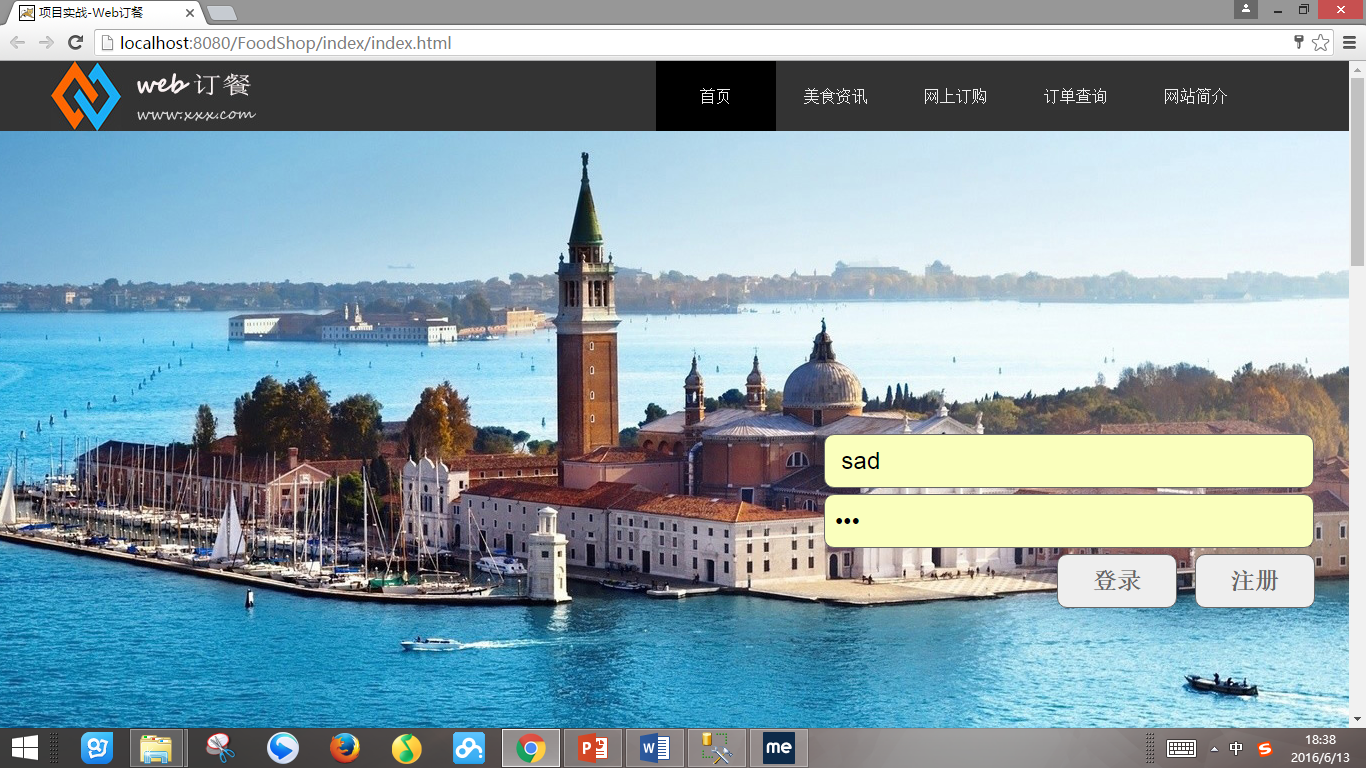 项目实战-Web订餐
localhost:8080/FoodShop/index/index.html
web 订餐
www.xxx.com
首页
美食资讯
网上订购
订单查询
网站简介
sad
•••
登录
注册
P
W
me
中
S
18:38
2016/6/13